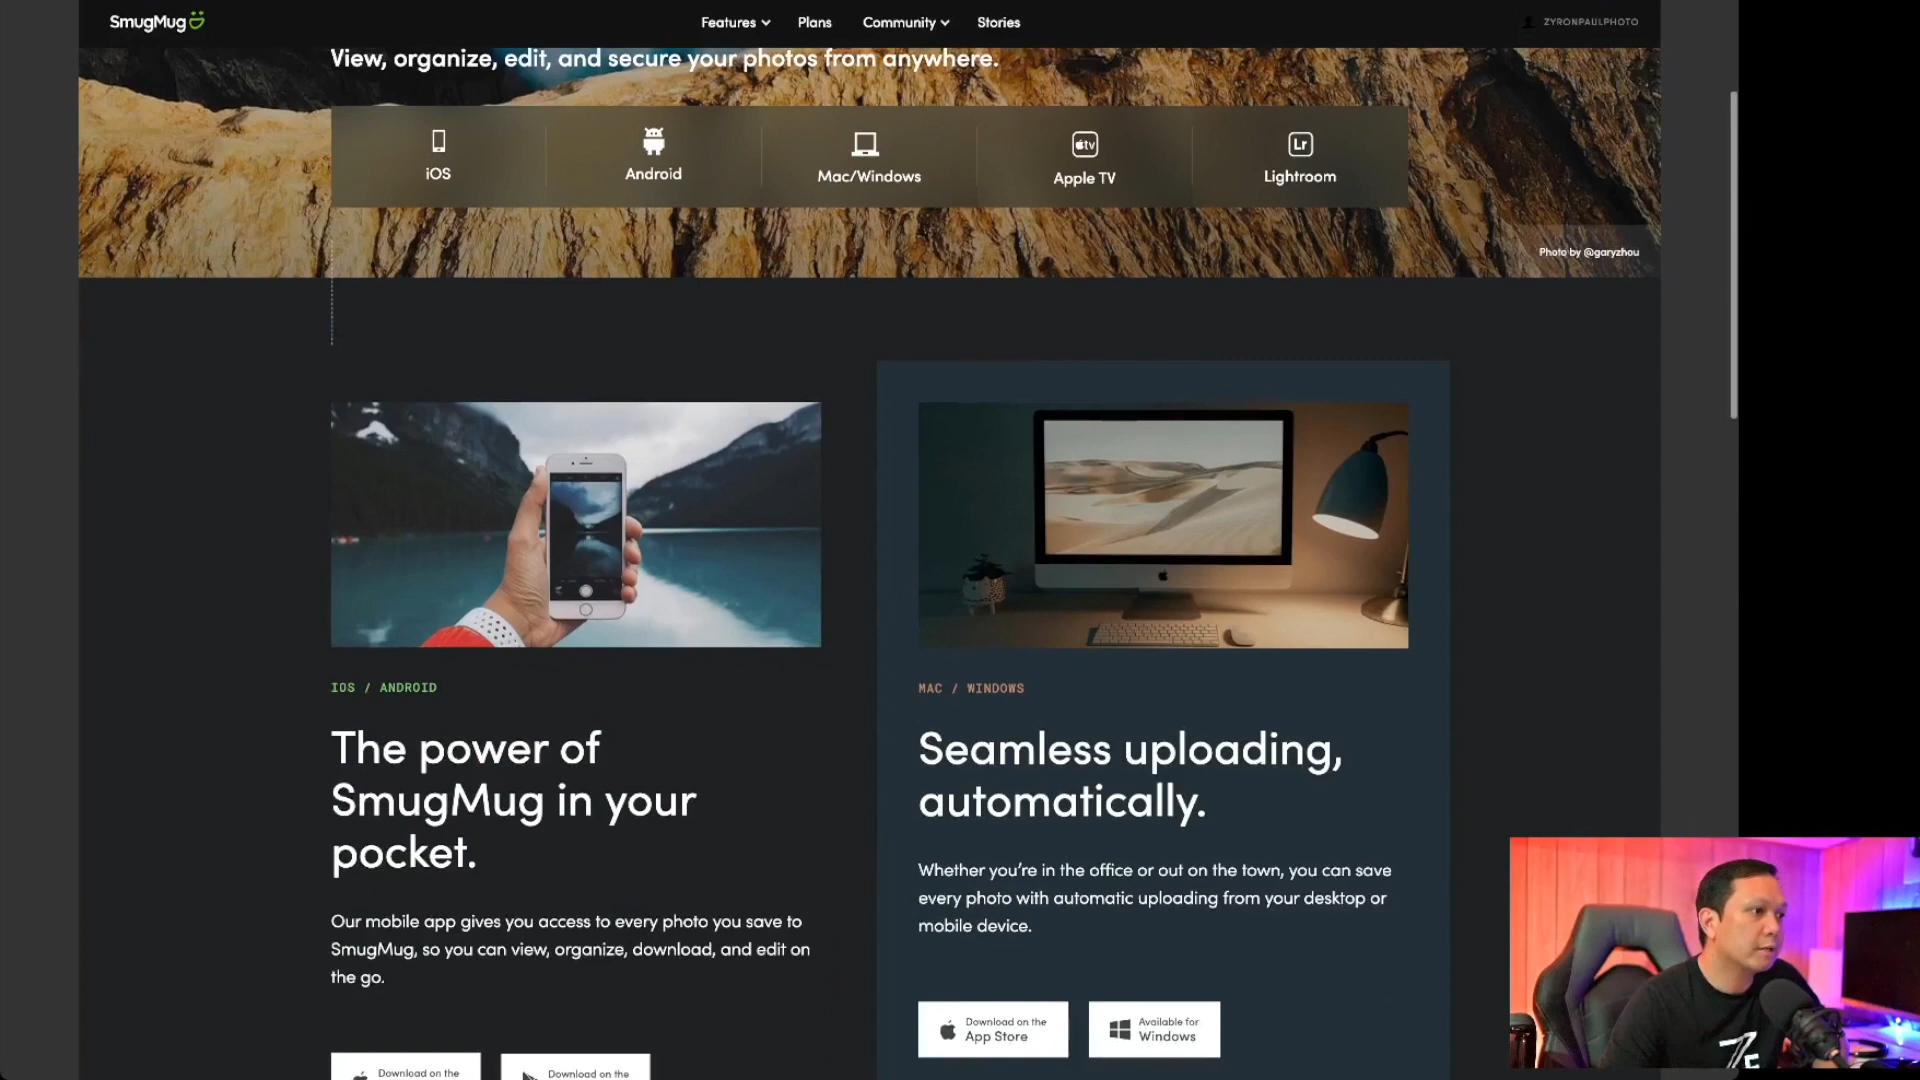 SmugMug
Features
Plans
Community
Stories
ZYRONPAULPHOTO
View, organize, edit, and secure your photos from anywhere.
iOS
Android
Mac/Windows
tv
Apple TV
Lr
Lightroom
Photo by @garyzhou
IOS / ANDROID
The power of
SmugMug in your
pocket.
Our mobile app gives you access to every photo you save to
SmugMug, so you can view, organize, download, and edit on
the go.
Download on the
Download on the
MAC / WINDOWS
Seamless uploading,
automatically.
Whether you're in the office or out on the town, you can save
every photo with automatic uploading from your desktop or
mobile device.
Download on the
App Store
Available for
Windows